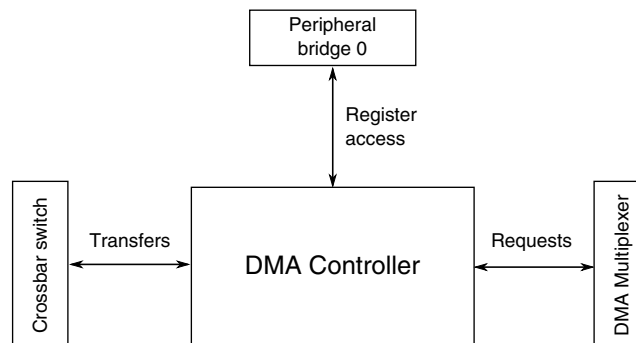 Peripheral
bridge 0
Register
access
Crossbar switch
Transfers
DMA Controller
Requests
DMA Multiplexer